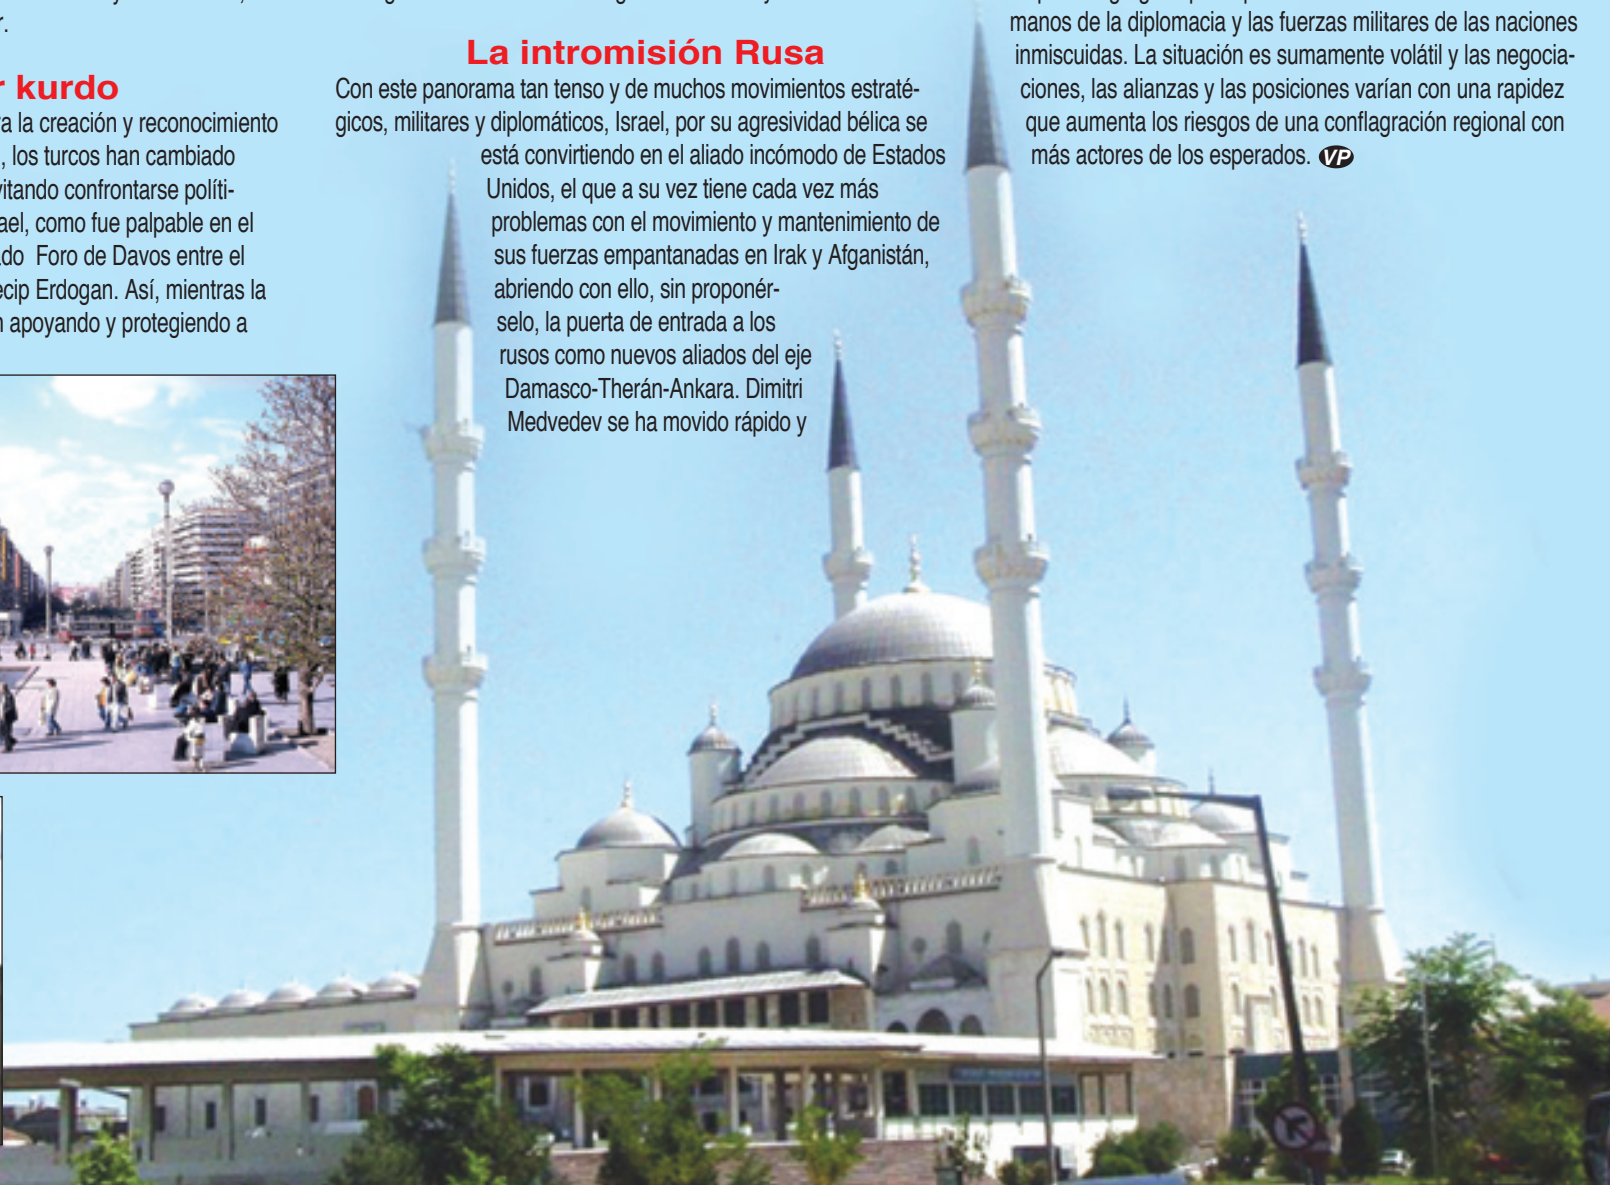 r.
r kurdo
a la creación y reconocimiento
, los turcos han cambiado
vitando confrontarse políti-
ael, como fue palpable en el
ado Foro de Davos entre el
ecip Erdogan. Así, mientras la
n apoyando y protegiendo a
La intromisión Rusa
Con este panorama tan tenso y de muchos movimientos estraté-
gicos, militares y diplomáticos, Israel, por su agresividad bélica se
está convirtiendo en el aliado incómodo de Estados
Unidos, el que a su vez tiene cada vez más
problemas con el movimiento y mantenimiento de
sus fuerzas empantanadas en Irak y Afganistán,
abriendo con ello, sin proponér-
selo, la puerta de entrada a los
rusos como nuevos aliados del eje
Damasco-Therán-Ankara. Dimitri
Medvedev se ha movido rápido y
manos de la diplomacia y las fuerzas militares de las naciones
inmiscuidas. La situación es sumamente volátil y las negocia-
ciones, las alianzas y las posiciones varían con una rapidez
que aumenta los riesgos de una conflagración regional con
más actores de los esperados. VP